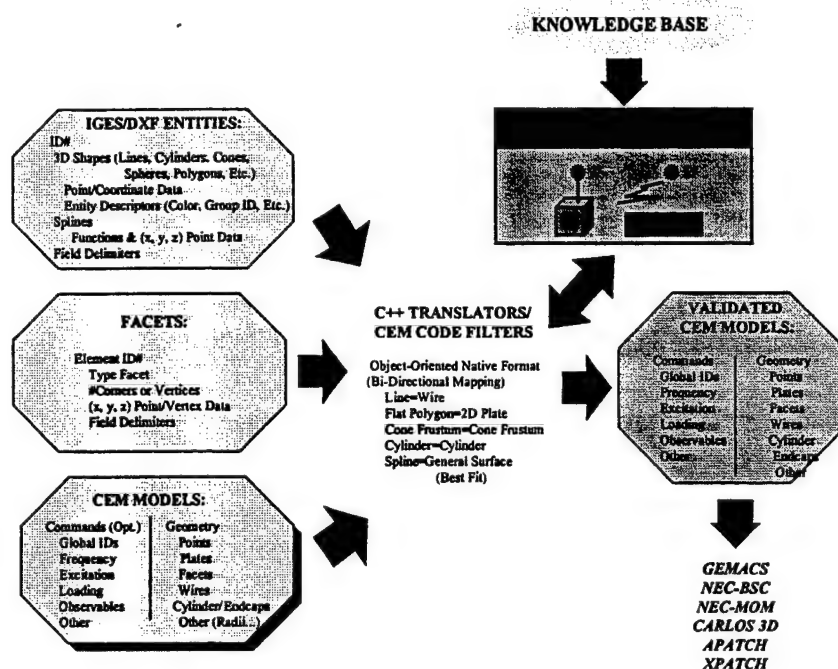 KNOWLEDGE BASE
IGES/DXF ENTITIES:
ID#
3D Shapes (Lines, Cylinders. Cones,
Spheres, Polygons, Etc.)
Point/Coordinate Data
Entity Descriptors (Color, Group ID, Etc.)
Splines
Functions & (x, y, z) Point Data
Field Delimiters
FACETS:
Element ID#
Type Facet
#Corners or Vertices
(x, y, z) Point/Vertex Data
Field Delimiters
CEM MODELS:
Commands (Opt.)
Global IDs
Frequency
Excitation
Loading
Observables
Other
Geometry
Points
Plates
Facets
Wires
Cylinder/Endcaps
Other (Radii...)
C++ TRANSLATORS/
CEM CODE FILTERS
Object-Oriented Native Format
(Bi-Directional Mapping)
Line=Wire
Flat Polygon=2D Plate
Cone Frustum=Cone Frustum
Cylinder=Cylinder
Spline=General Surface
(Best Fit)
VALIDATED
CEM MODELS:
Commands
Global IDs
Frequency
Excitation
Loading
Observables
Other
Geometry
Points
Plates
Facets
Wires
Cylinder
Endcaps
Other
GEMACS
NEC-BSC
NEC-MOM
CARLOS 3D
APATCH
XPATCH